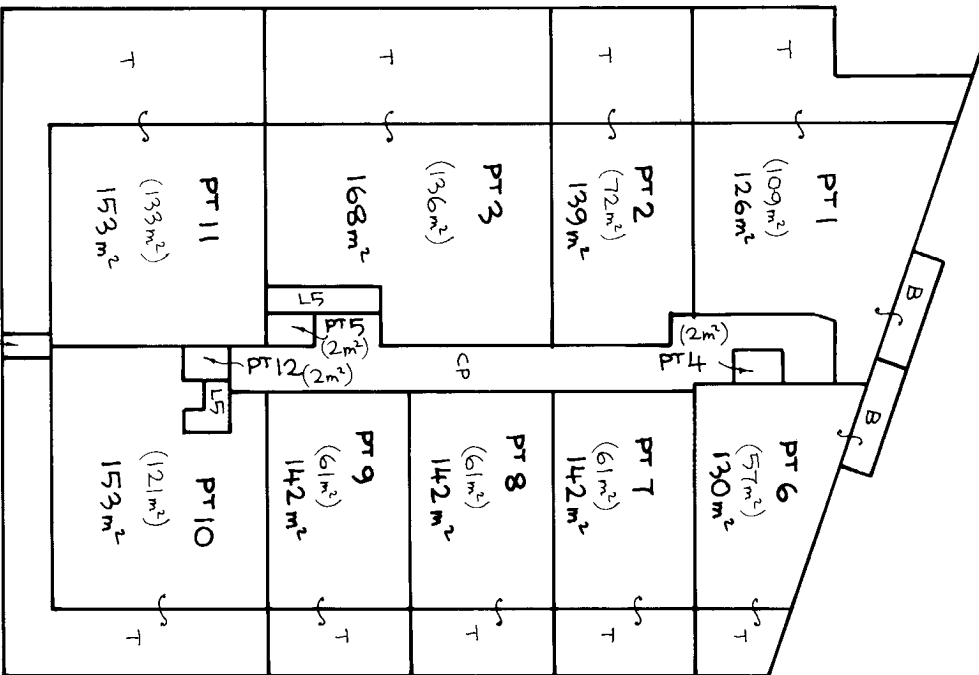 T
T
T
T
PT 11
(133m²)
153m²
PT 3
(136m²)
168m²
PT 2
(72m²)
139m²
PT 1
(109m²)
126m²
B
B
L5
PT 5
(2m²)
PT 12 (2m²)
L5
CP
(2m²)
PT 4
PT 10
(121m²)
153m²
PT 9
(61m²)
142m²
PT 8
(61m²)
142m²
PT 7
(61m²)
142m²
PT 6
(57m²)
130m²
T
T
T
T
T